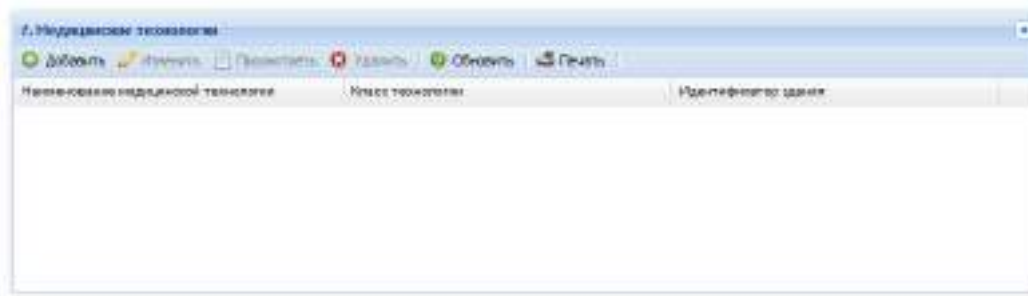 7. Медицинские технологии
Добавить Изменить Просмотреть Удалить Обновить Печать
Наименование медицинской технологии Класс технологии Идентификатор здания